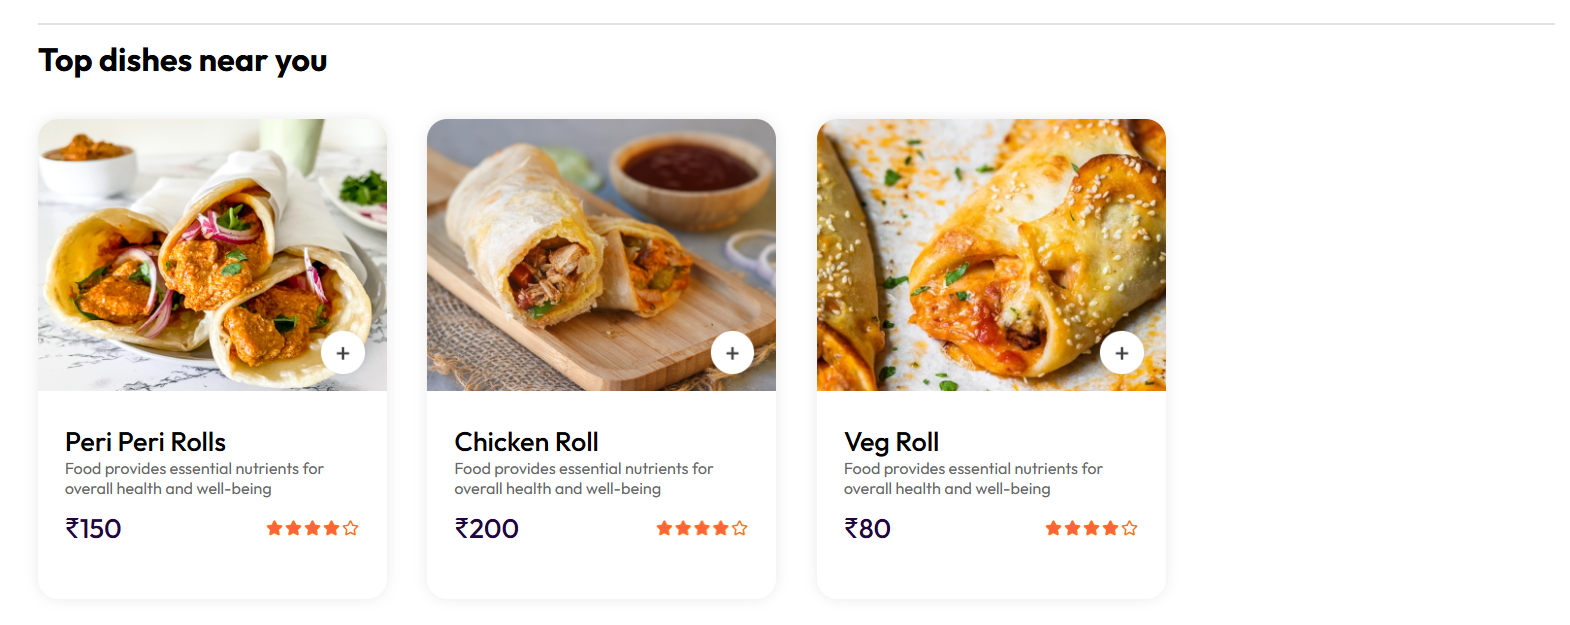 Top dishes near you
Peri Peri Rolls
Food provides essential nutrients for
overall health and well-being
₹150
Chicken Roll
Food provides essential nutrients for
overall health and well-being
₹200
Veg Roll
Food provides essential nutrients for
overall health and well-being
₹80